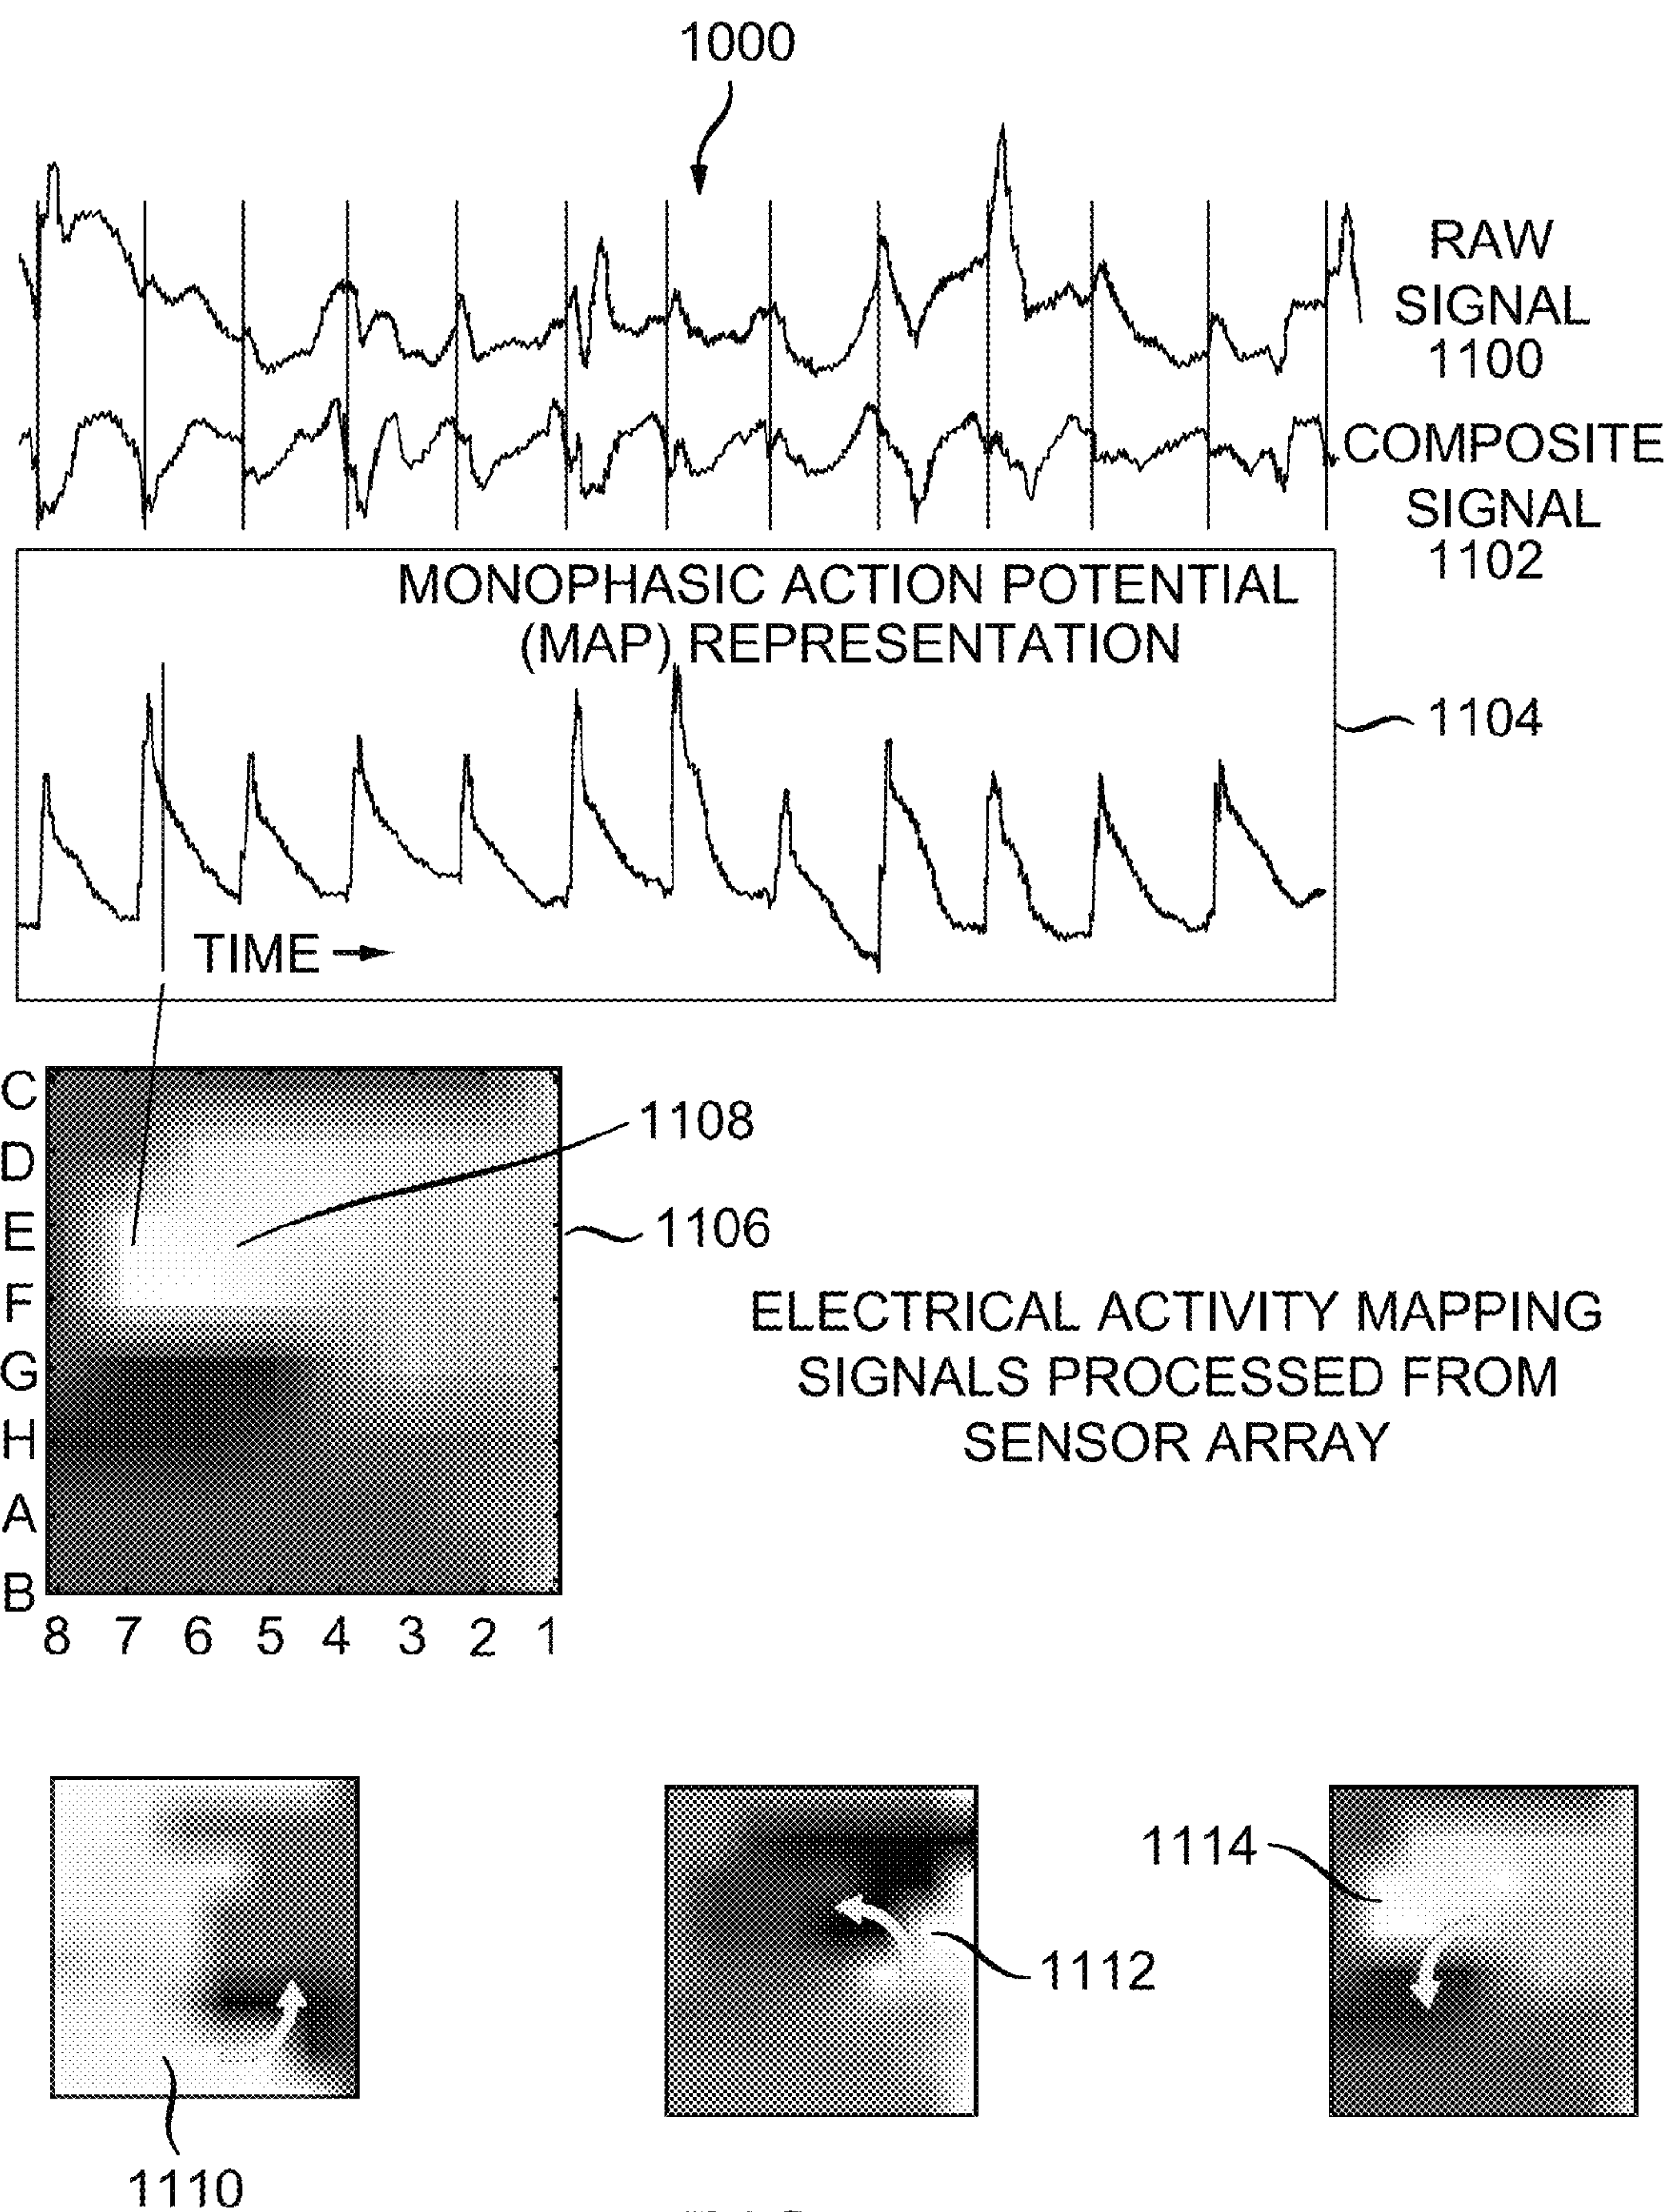 1000
RAW
SIGNAL
1100
COMPOSITE
SIGNAL
1102
MONOPHASIC ACTION POTENTIAL
(MAP) REPRESENTATION
1104
TIME
C
D
E
F
G
H
A
B
8 7 6 5 4 3 2 1
1108
1106
ELECTRICAL ACTIVITY MAPPING
SIGNALS PROCESSED FROM
SENSOR ARRAY
1110
1112
1114